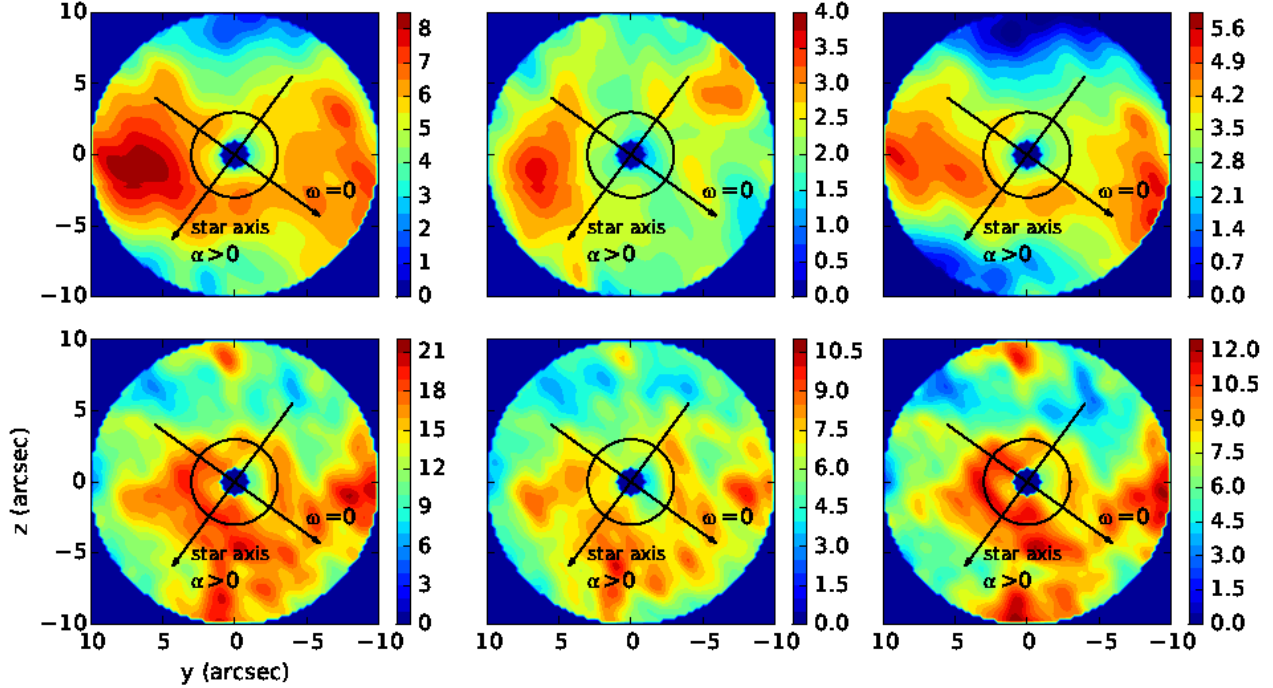 10
5
0
−5
−10
ω=0
star axis
α>0
8
7
6
5
4
3
2
1
0
ω=0
star axis
α>0
4.0
3.5
3.0
2.5
2.0
1.5
1.0
0.5
0.0
ω=0
star axis
α>0
5.6
4.9
4.2
3.5
2.8
2.1
1.4
0.7
0.0
z (arcsec)
10
5
0
−5
−10
ω=0
star axis
α>0
10 5 0 −5 −10
y (arcsec)
21
18
15
12
9
6
3
0
ω=0
star axis
α>0
10 5 0 −5 −10
10.5
9.0
7.5
6.0
4.5
3.0
1.5
0.0
ω=0
star axis
α>0
10 5 0 −5 −10
12.0
10.5
9.0
7.5
6.0
4.5
3.0
1.5
0.0